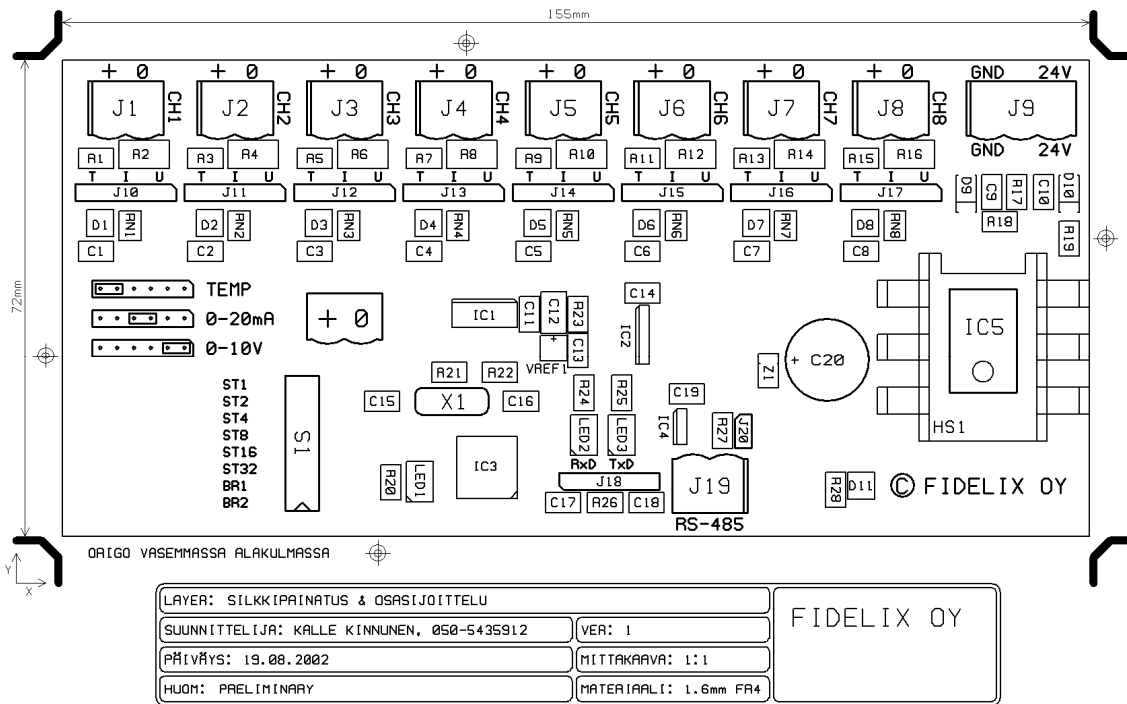 155mm
72mm
+ 0 + 0 + 0 + 0 + 0 + 0 + 0 + 0 GND 24V
J1 CH1 J2 CH2 J3 CH3 J4 CH4 J5 CH5 J6 CH6 J7 CH7 J8 CH8 J9
GND 24V
R1 R2 R3 R4 R5 R6 R7 R8 R9 R10 R11 R12 R13 R14 R15 R16
T I U T I U T I U T I U T I U T I U T I U T I U
J10 J11 J12 J13 J14 J15 J16 J17
D9 C9 R17 C10 D10
R18
R19
D1 RN1 D2 RN2 D3 RN3 D4 RN4 D5 RN5 D6 RN6 D7 RN7 D8 RN8
C1 C2 C3 C4 C5 C6 C7 C8
TEMP
0-20mA
0-10V
+ 0
IC1 C11 C12 R23 C14
+ C13 IC2
VREF1
IC5
+ C20
Z1
HS1
R21 R22 R24 R25
C15 X1 C16 C19
ST1
ST2
ST4
ST8
ST16
ST32
BR1
BR2
S1
LED2 LED3 IC4 R27 J20
RxD TxD
R20 LED1 IC3
J18
C17 R26 C18
J19
RS-485
R28 D11 © FIDELIX OY
ORIGO VASEMMASSA ALAKULMASSA
Y
X
LAYER: SILKKIPAINATUS & OSASIJOITTELU
FIDELIX OY
SUUNNITTELIJA: KALLE KINNUNEN, 050-5435912
VER: 1
PÄIVÄYS: 19.08.2002
MITTAKAAVA: 1:1
HUOM: PRELIMINARY
MATERIAALI: 1.6mm FR4